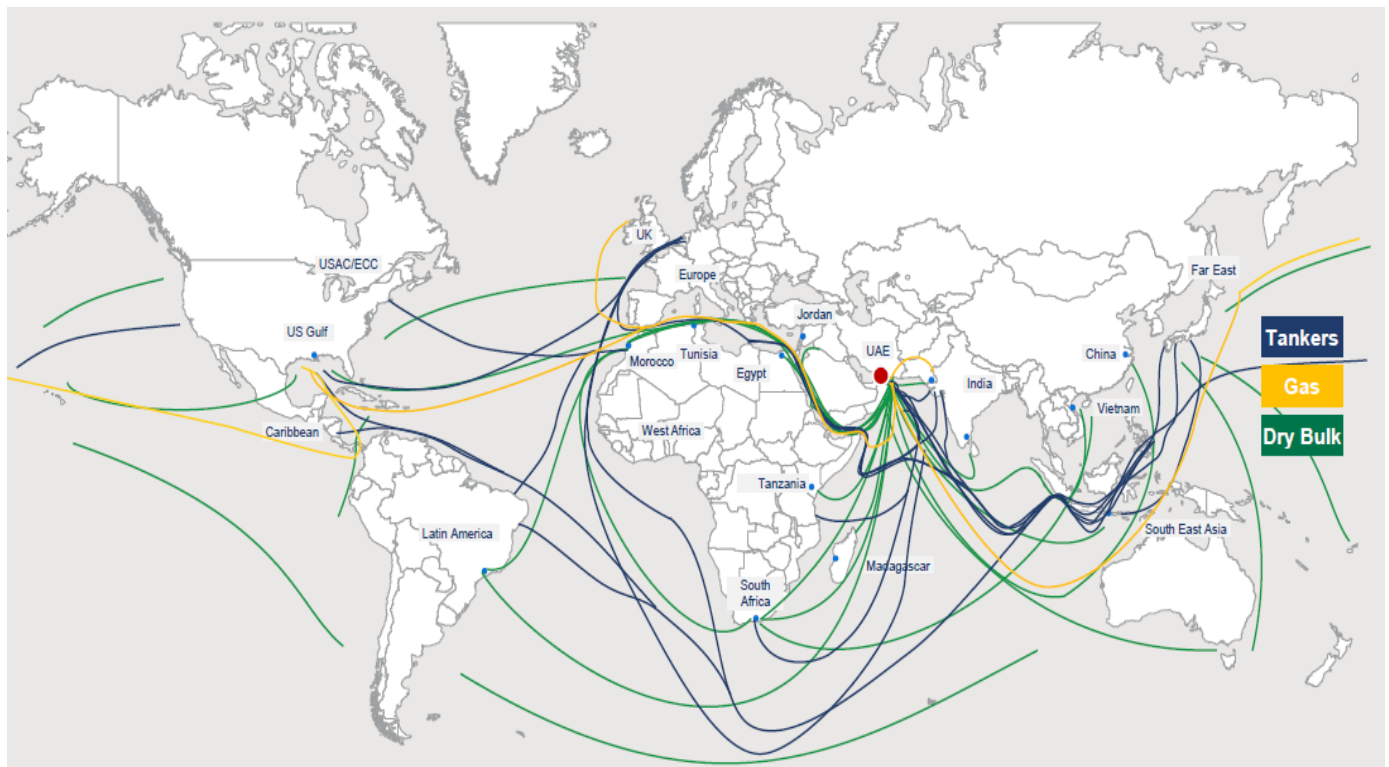 UK
USAC/ECC
Europe
Far East
US Gulf
Jordan
Tankers
Morocco
Tunisia
UAE
China
Egypt
India
Gas
Vietnam
Caribbean
West Africa
Dry Bulk
Tanzania
Latin America
South East Asia
Madagascar
South
Africa